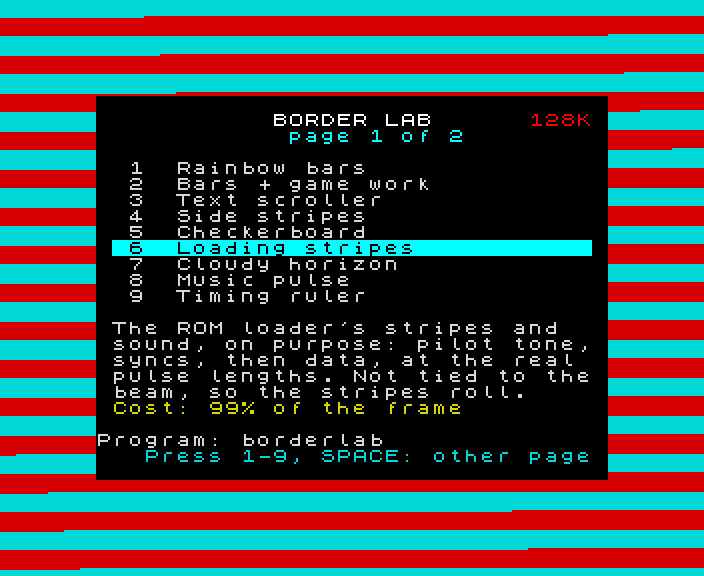 BORDER LAB 128K
page 1 of 2
1 Rainbow bars
2 Bars + game work
3 Text scroller
4 Side stripes
5 Checkerboard
6 Loading stripes
7 Cloudy horizon
8 Music pulse
9 Timing ruler
The ROM loader's stripes and
sound, on purpose: pilot tone,
syncs, then data, at the real
pulse lengths. Not tied to the
beam, so the stripes roll.
Cost: 99% of the frame
Program: borderlab
Press 1-9, SPACE: other page